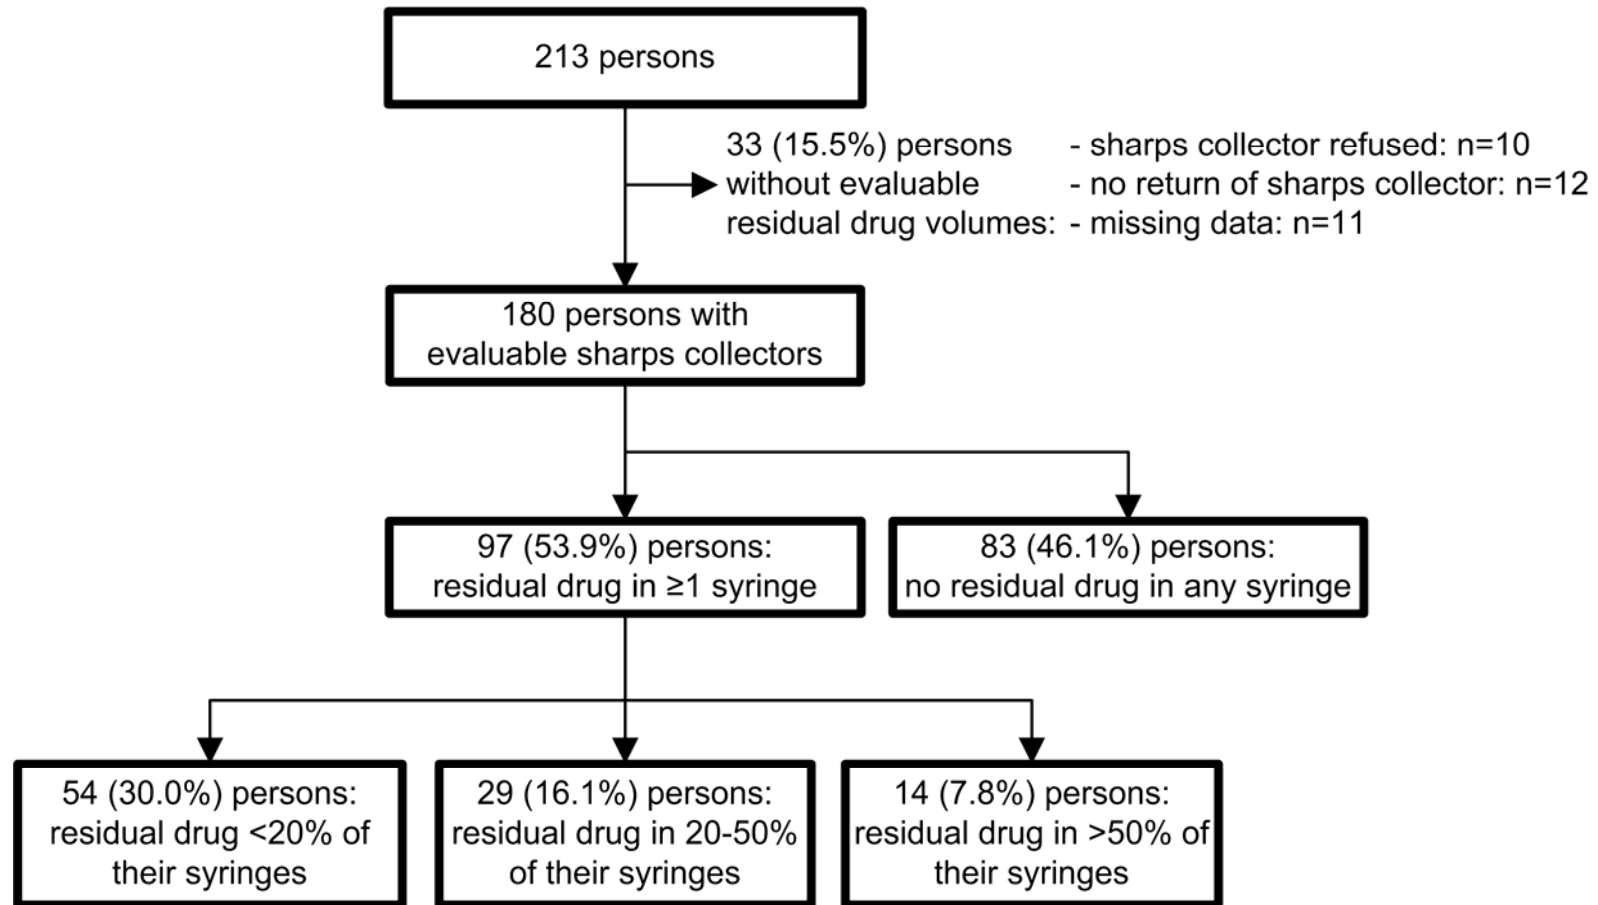 213 persons
33 (15.5%) persons
without evaluable
residual drug volumes:
- sharps collector refused: n=10
- no return of sharps collector: n=12
- missing data: n=11
180 persons with
evaluable sharps collectors
97 (53.9%) persons:
residual drug in ≥1 syringe
83 (46.1%) persons:
no residual drug in any syringe
54 (30.0%) persons:
residual drug <20% of
their syringes
29 (16.1%) persons:
residual drug in 20-50%
of their syringes
14 (7.8%) persons:
residual drug in >50% of
their syringes